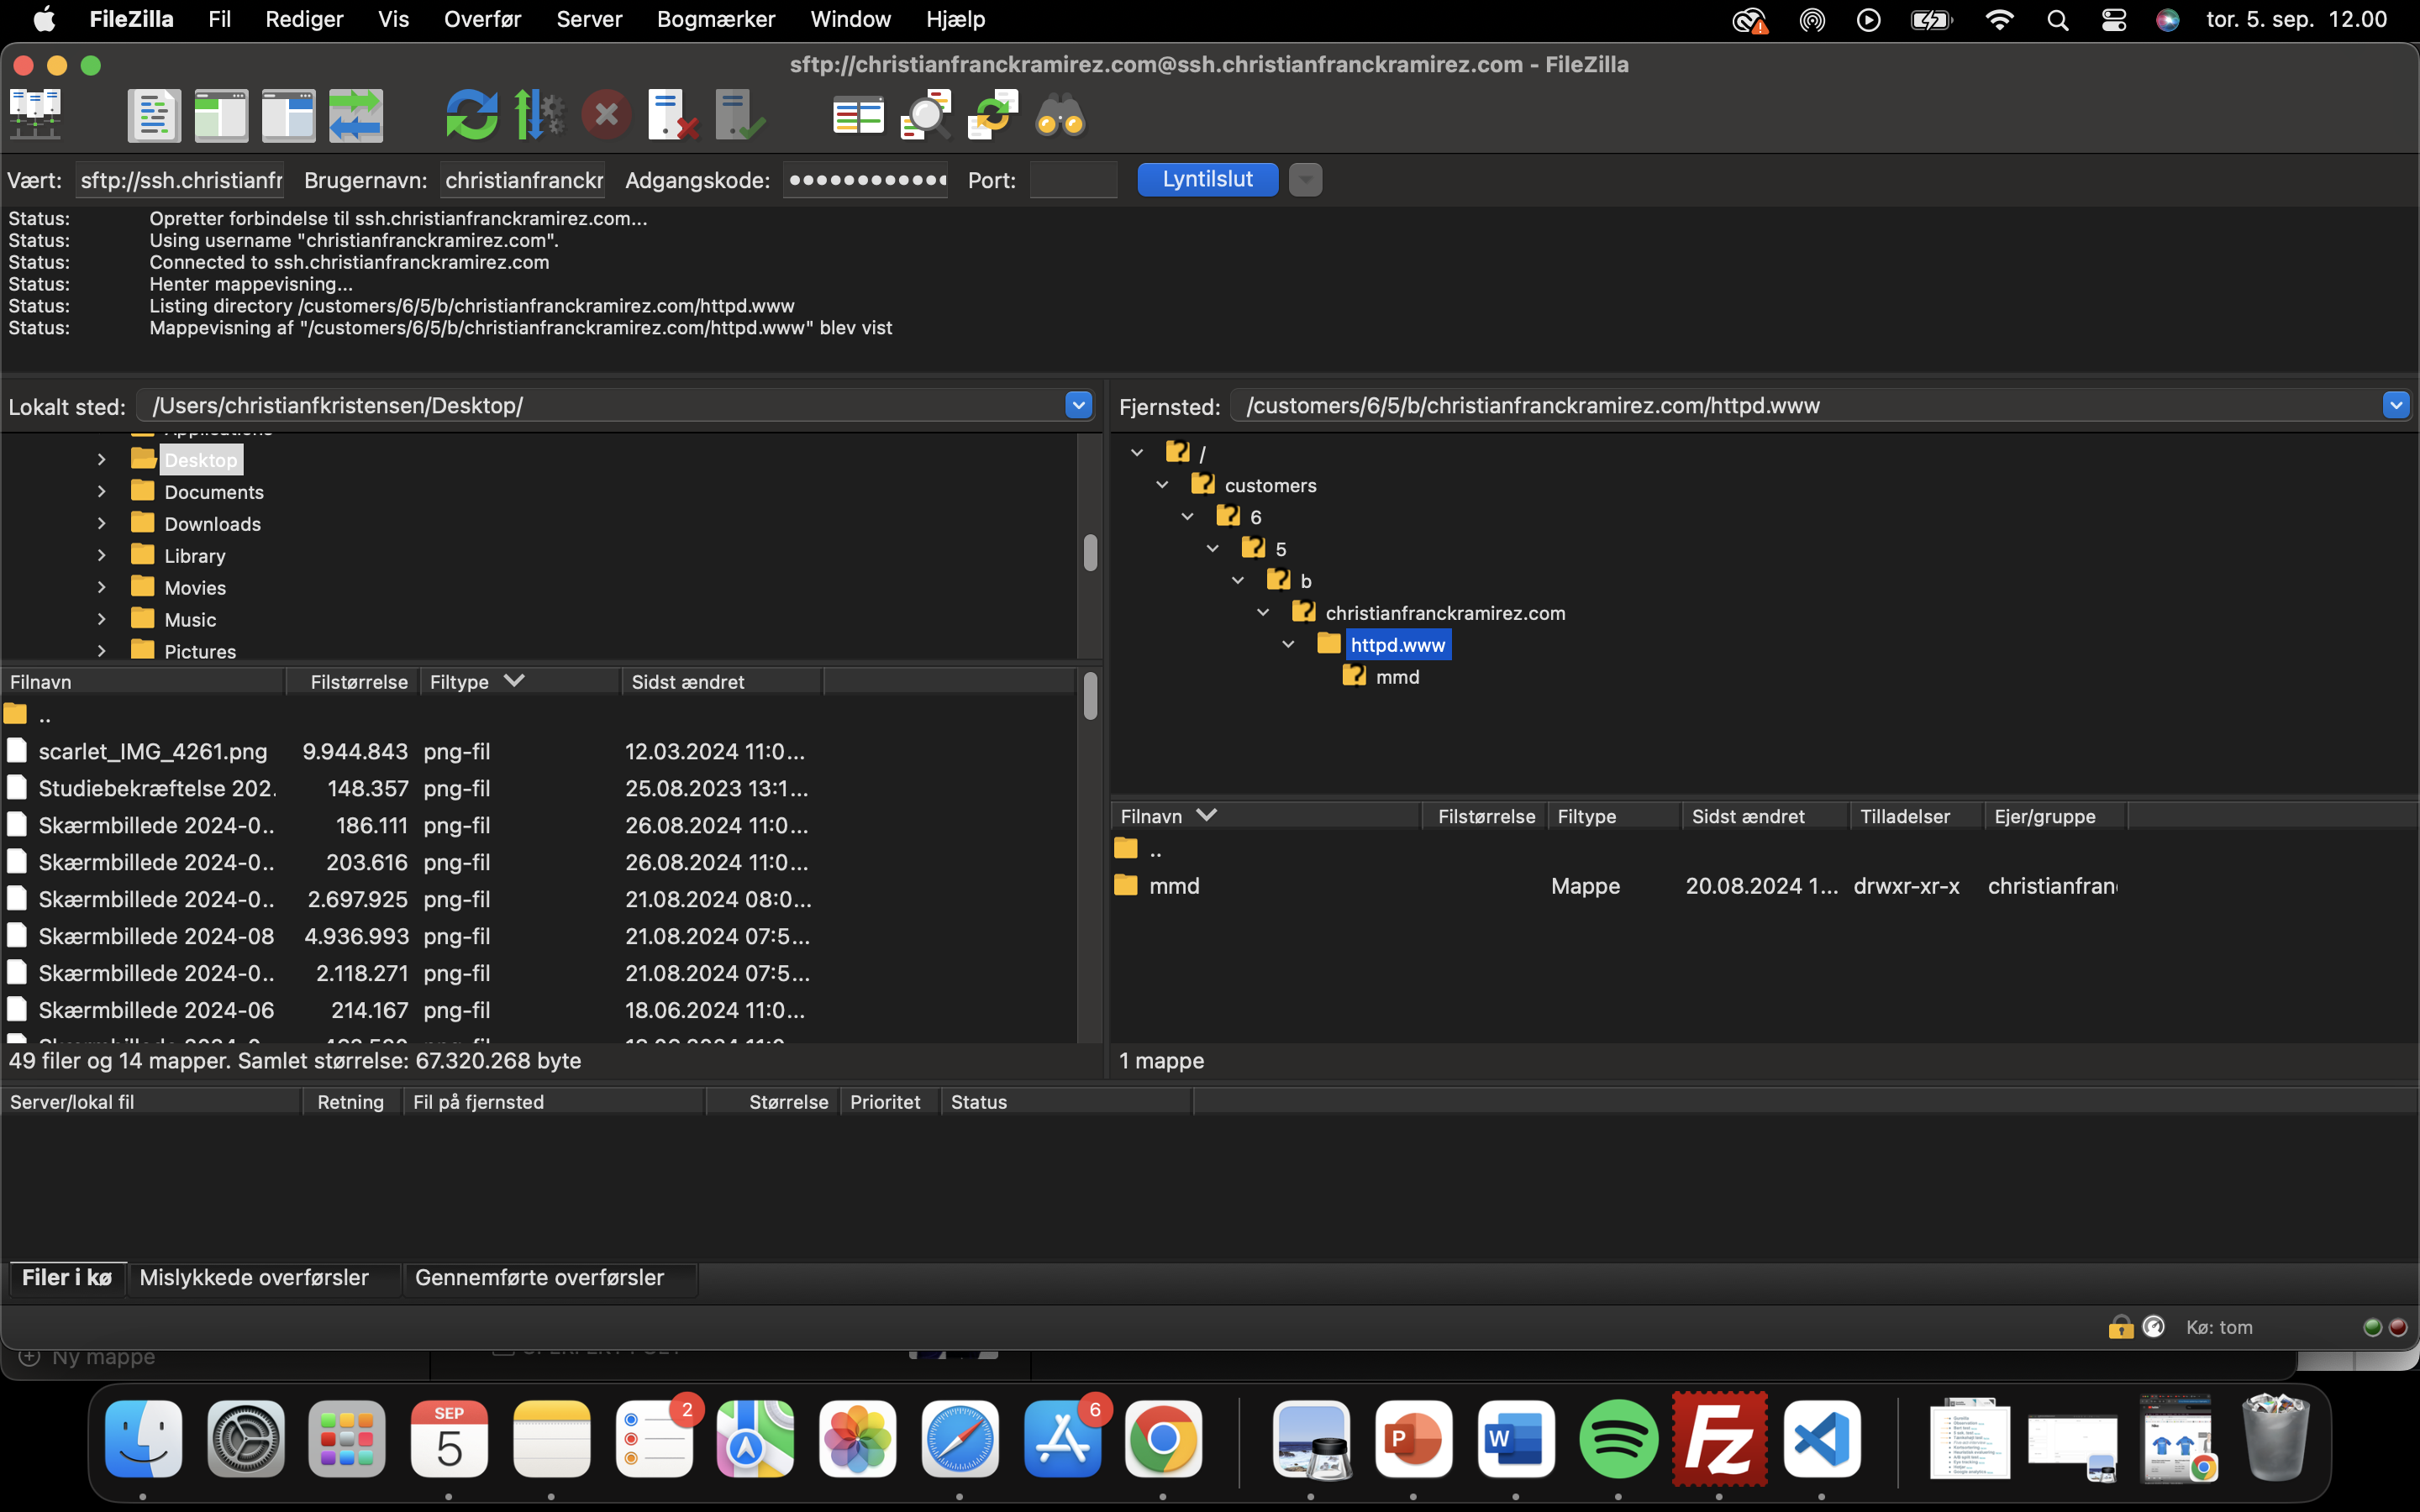 FileZilla Fil Rediger Vis Overfør Server Bogmærker Window Hjælp tor. 5. sep. 12.00
sftp://christianfranckramirez.com@ssh.christianfranckramirez.com - FileZilla
Vært: sftp://ssh.christianfr Brugernavn: christianfranckr Adgangskode: ●●●●●●●●●●●● Port: Lyntilslut
Status: Opretter forbindelse til ssh.christianfranckramirez.com...
Status: Using username "christianfranckramirez.com".
Status: Connected to ssh.christianfranckramirez.com
Status: Henter mappevisning...
Status: Listing directory /customers/6/5/b/christianfranckramirez.com/httpd.www
Status: Mappevisning af "/customers/6/5/b/christianfranckramirez.com/httpd.www" blev vist
Lokalt sted: /Users/christianfkristensen/Desktop/
Applications
Desktop
Documents
Downloads
Library
Movies
Music
Pictures
Filnavn Filstørrelse Filtype Sidst ændret
..
scarlet_IMG_4261.png 9.944.843 png-fil 12.03.2024 11:0...
Studiebekræftelse 202. 148.357 png-fil 25.08.2023 13:1...
Skærmbillede 2024-0.. 186.111 png-fil 26.08.2024 11:0...
Skærmbillede 2024-0.. 203.616 png-fil 26.08.2024 11:0...
Skærmbillede 2024-0.. 2.697.925 png-fil 21.08.2024 08:0...
Skærmbillede 2024-08 4.936.993 png-fil 21.08.2024 07:5...
Skærmbillede 2024-0.. 2.118.271 png-fil 21.08.2024 07:5...
Skærmbillede 2024-06 214.167 png-fil 18.06.2024 11:0...
49 filer og 14 mapper. Samlet størrelse: 67.320.268 byte
Fjernsted: /customers/6/5/b/christianfranckramirez.com/httpd.www
/
customers
6
5
b
christianfranckramirez.com
httpd.www
mmd
Filnavn Filstørrelse Filtype Sidst ændret Tilladelser Ejer/gruppe
..
mmd Mappe 20.08.2024 1... drwxr-xr-x christianfran
1 mappe
Server/lokal fil Retning Fil på fjernsted Størrelse Prioritet Status
Filer i kø Mislykkede overførsler Gennemførte overførsler
Kø: tom
Ny mappe
SEP
5
2
6
P
W
Fz